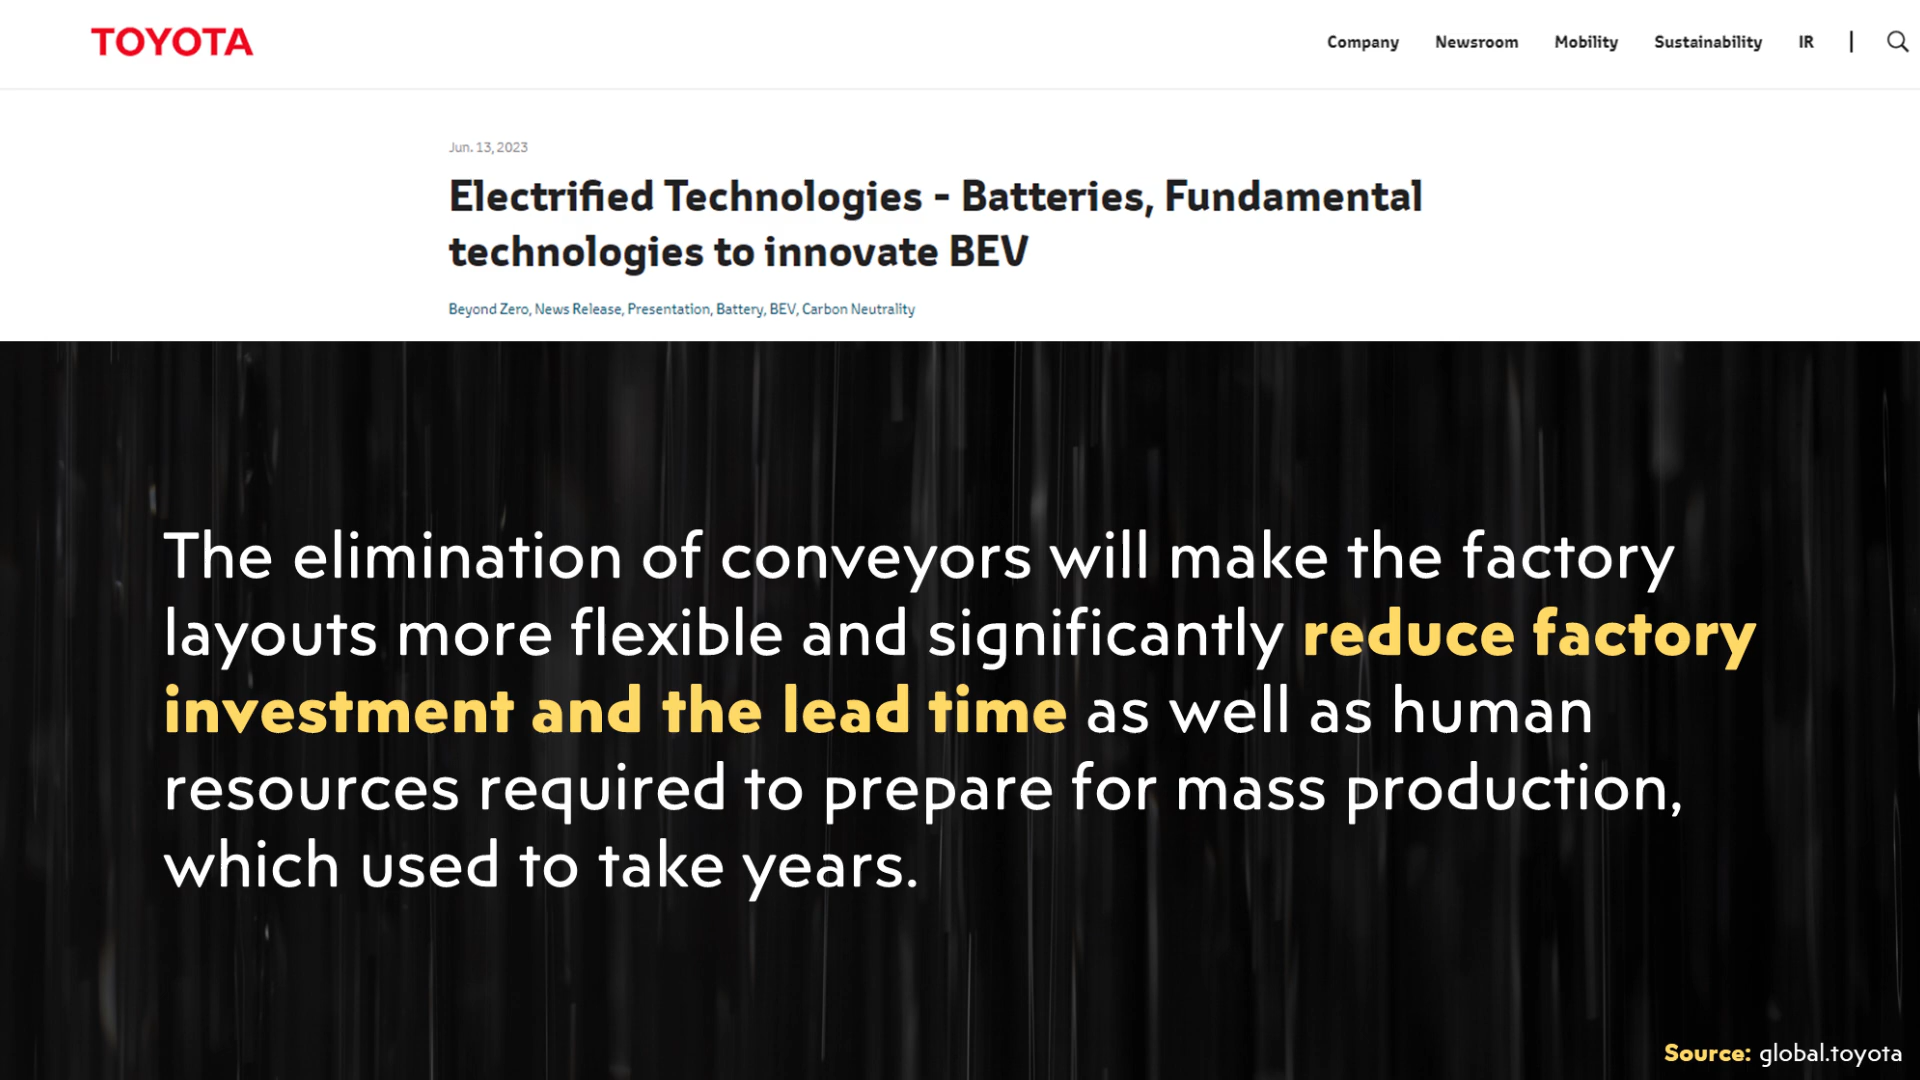 TOYOTA
Company Newsroom Mobility Sustainability IR |
Jun. 13, 2023
Electrified Technologies - Batteries, Fundamental
technologies to innovate BEV
Beyond Zero, News Release, Presentation, Battery, BEV, Carbon Neutrality
The elimination of conveyors will make the factory
layouts more flexible and significantly reduce factory
investment and the lead time as well as human
resources required to prepare for mass production,
which used to take years.
Source: global.toyota